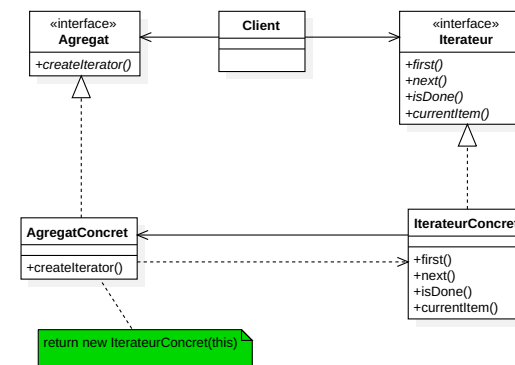 «interface»
Agregat
+createIterator()
Client
«interface»
Iterateur
+first()
+next()
+isDone()
+currentItem()
AgregatConcret
+createIterator()
IterateurConcret
+first()
+next()
+isDone()
+currentItem()
return new IterateurConcret(this)